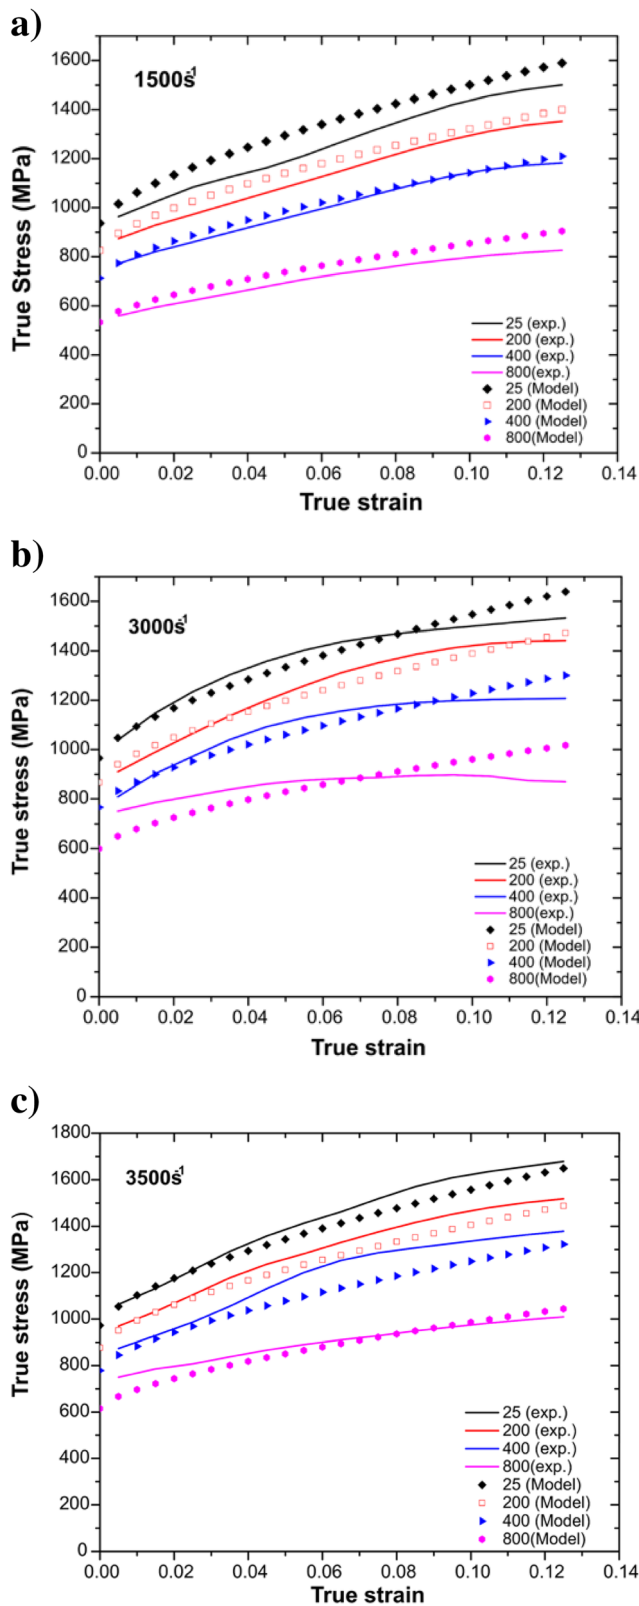 a)
1500s⁻¹
True Stress (MPa)
1600
1400
1200
1000
800
600
400
200
0
25 (exp.)
200 (exp.)
400 (exp.)
800(exp.)
25 (Model)
200 (Model)
400 (Model)
800(Model)
0.00 0.02 0.04 0.06 0.08 0.10 0.12 0.14
True strain
b)
3000s⁻¹
True stress (MPa)
1600
1400
1200
1000
800
600
400
200
0
25 (exp.)
200 (exp.)
400 (exp.)
800(exp.)
25 (Model)
200 (Model)
400 (Model)
800(Model)
0.00 0.02 0.04 0.06 0.08 0.10 0.12 0.14
True strain
c)
3500s⁻¹
True stress (MPa)
1800
1600
1400
1200
1000
800
600
400
200
0
25 (exp.)
200 (exp.)
400 (exp.)
800(exp.)
25 (Model)
200 (Model)
400 (Model)
800(Model)
0.00 0.02 0.04 0.06 0.08 0.10 0.12 0.14
True strain